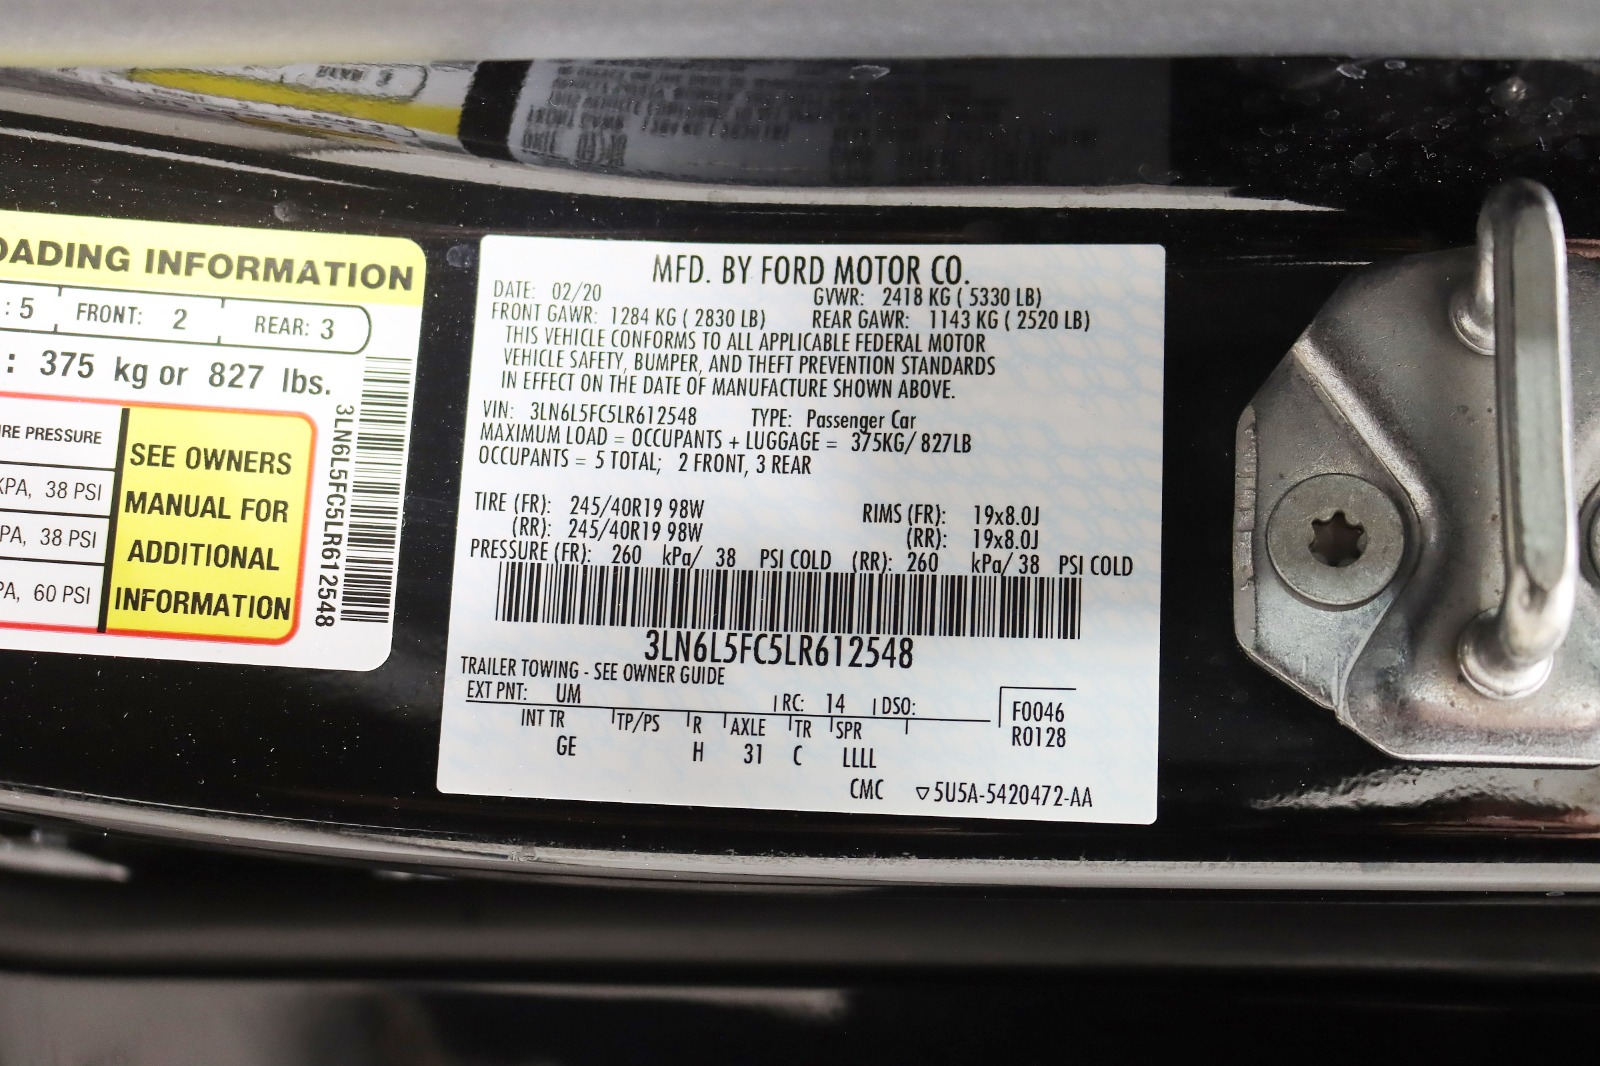 OADING INFORMATION
: 5 FRONT: 2 REAR: 3
: 375 kg or 827 lbs.
3LN6L5FC5LR612548
RE PRESSURE
KPA, 38 PSI
PA, 38 PSI
PA, 60 PSI
SEE OWNERS
MANUAL FOR
ADDITIONAL
INFORMATION
MFD. BY FORD MOTOR CO.
DATE: 02/20 GVWR: 2418 KG ( 5330 LB)
FRONT GAWR: 1284 KG ( 2830 LB) REAR GAWR: 1143 KG ( 2520 LB)
THIS VEHICLE CONFORMS TO ALL APPLICABLE FEDERAL MOTOR
VEHICLE SAFETY, BUMPER, AND THEFT PREVENTION STANDARDS
IN EFFECT ON THE DATE OF MANUFACTURE SHOWN ABOVE.
VIN: 3LN6L5FC5LR612548 TYPE: Passenger Car
MAXIMUM LOAD = OCCUPANTS + LUGGAGE = 375KG/ 827LB
OCCUPANTS = 5 TOTAL; 2 FRONT, 3 REAR
TIRE (FR): 245/40R19 98W RIMS (FR): 19x8.0J
(RR): 245/40R19 98W (RR): 19x8.0J
PRESSURE (FR): 260 kPa/ 38 PSI COLD (RR): 260 kPa/ 38 PSI COLD
3LN6L5FC5LR612548
TRAILER TOWING - SEE OWNER GUIDE
EXT PNT: UM RC: 14 DSO:
INT TR TP/PS R AXLE TR SPR
GE H 31 C LLLL
F0046
R0128
CMC ▽5U5A-5420472-AA